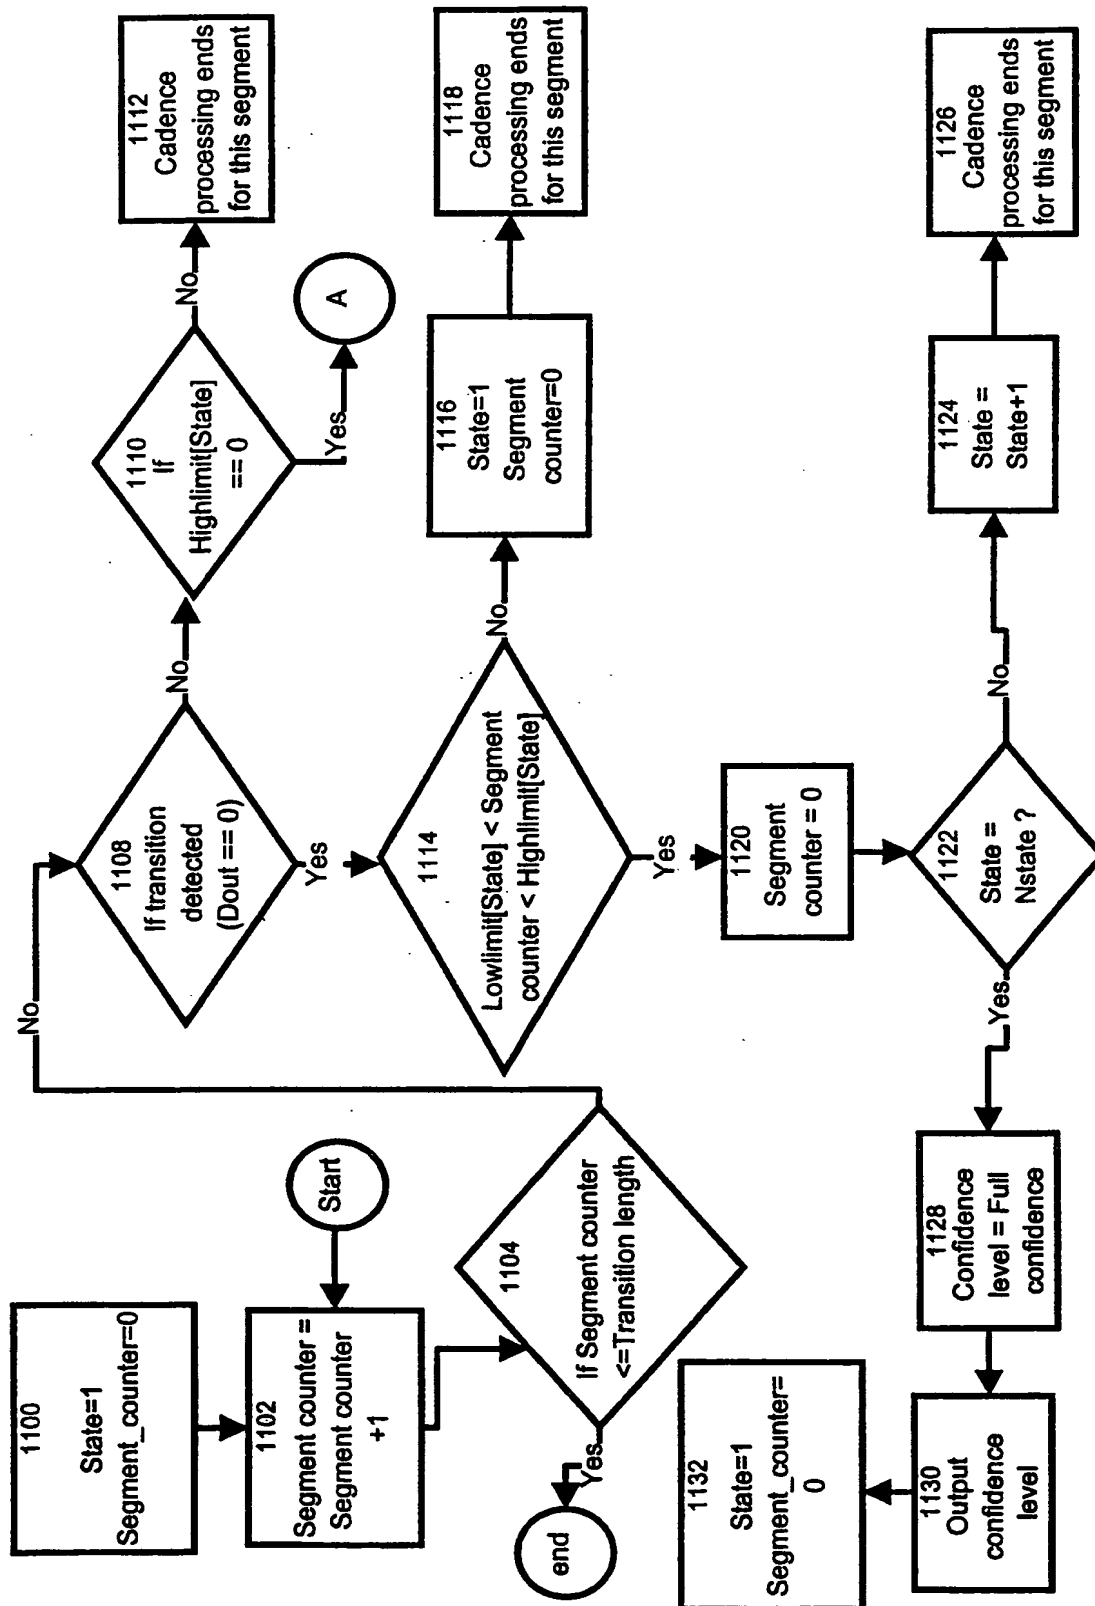 1100
State=1
Segment_counter=0
1102
Segment counter =
Segment counter
+1
Start
1104
If Segment counter
<=Transition length
Yes
end
No
1108
If transition
detected
(Dout == 0)
No
1110
If
Highlimit[State]
== 0
No
1112
Cadence
processing ends
for this segment
Yes
A
Yes
1114
Lowlimit[State] < Segment
counter < Highlimit[State]
No
1116
State=1
Segment
counter=0
1118
Cadence
processing ends
for this segment
Yes
1120
Segment
counter = 0
1122
State =
Nstate ?
No
1124
State =
State+1
1126
Cadence
processing ends
for this segment
Yes
1128
Confidence
level = Full
confidence
1130
Output
confidence
level
1132
State=1
Segment_counter=
0